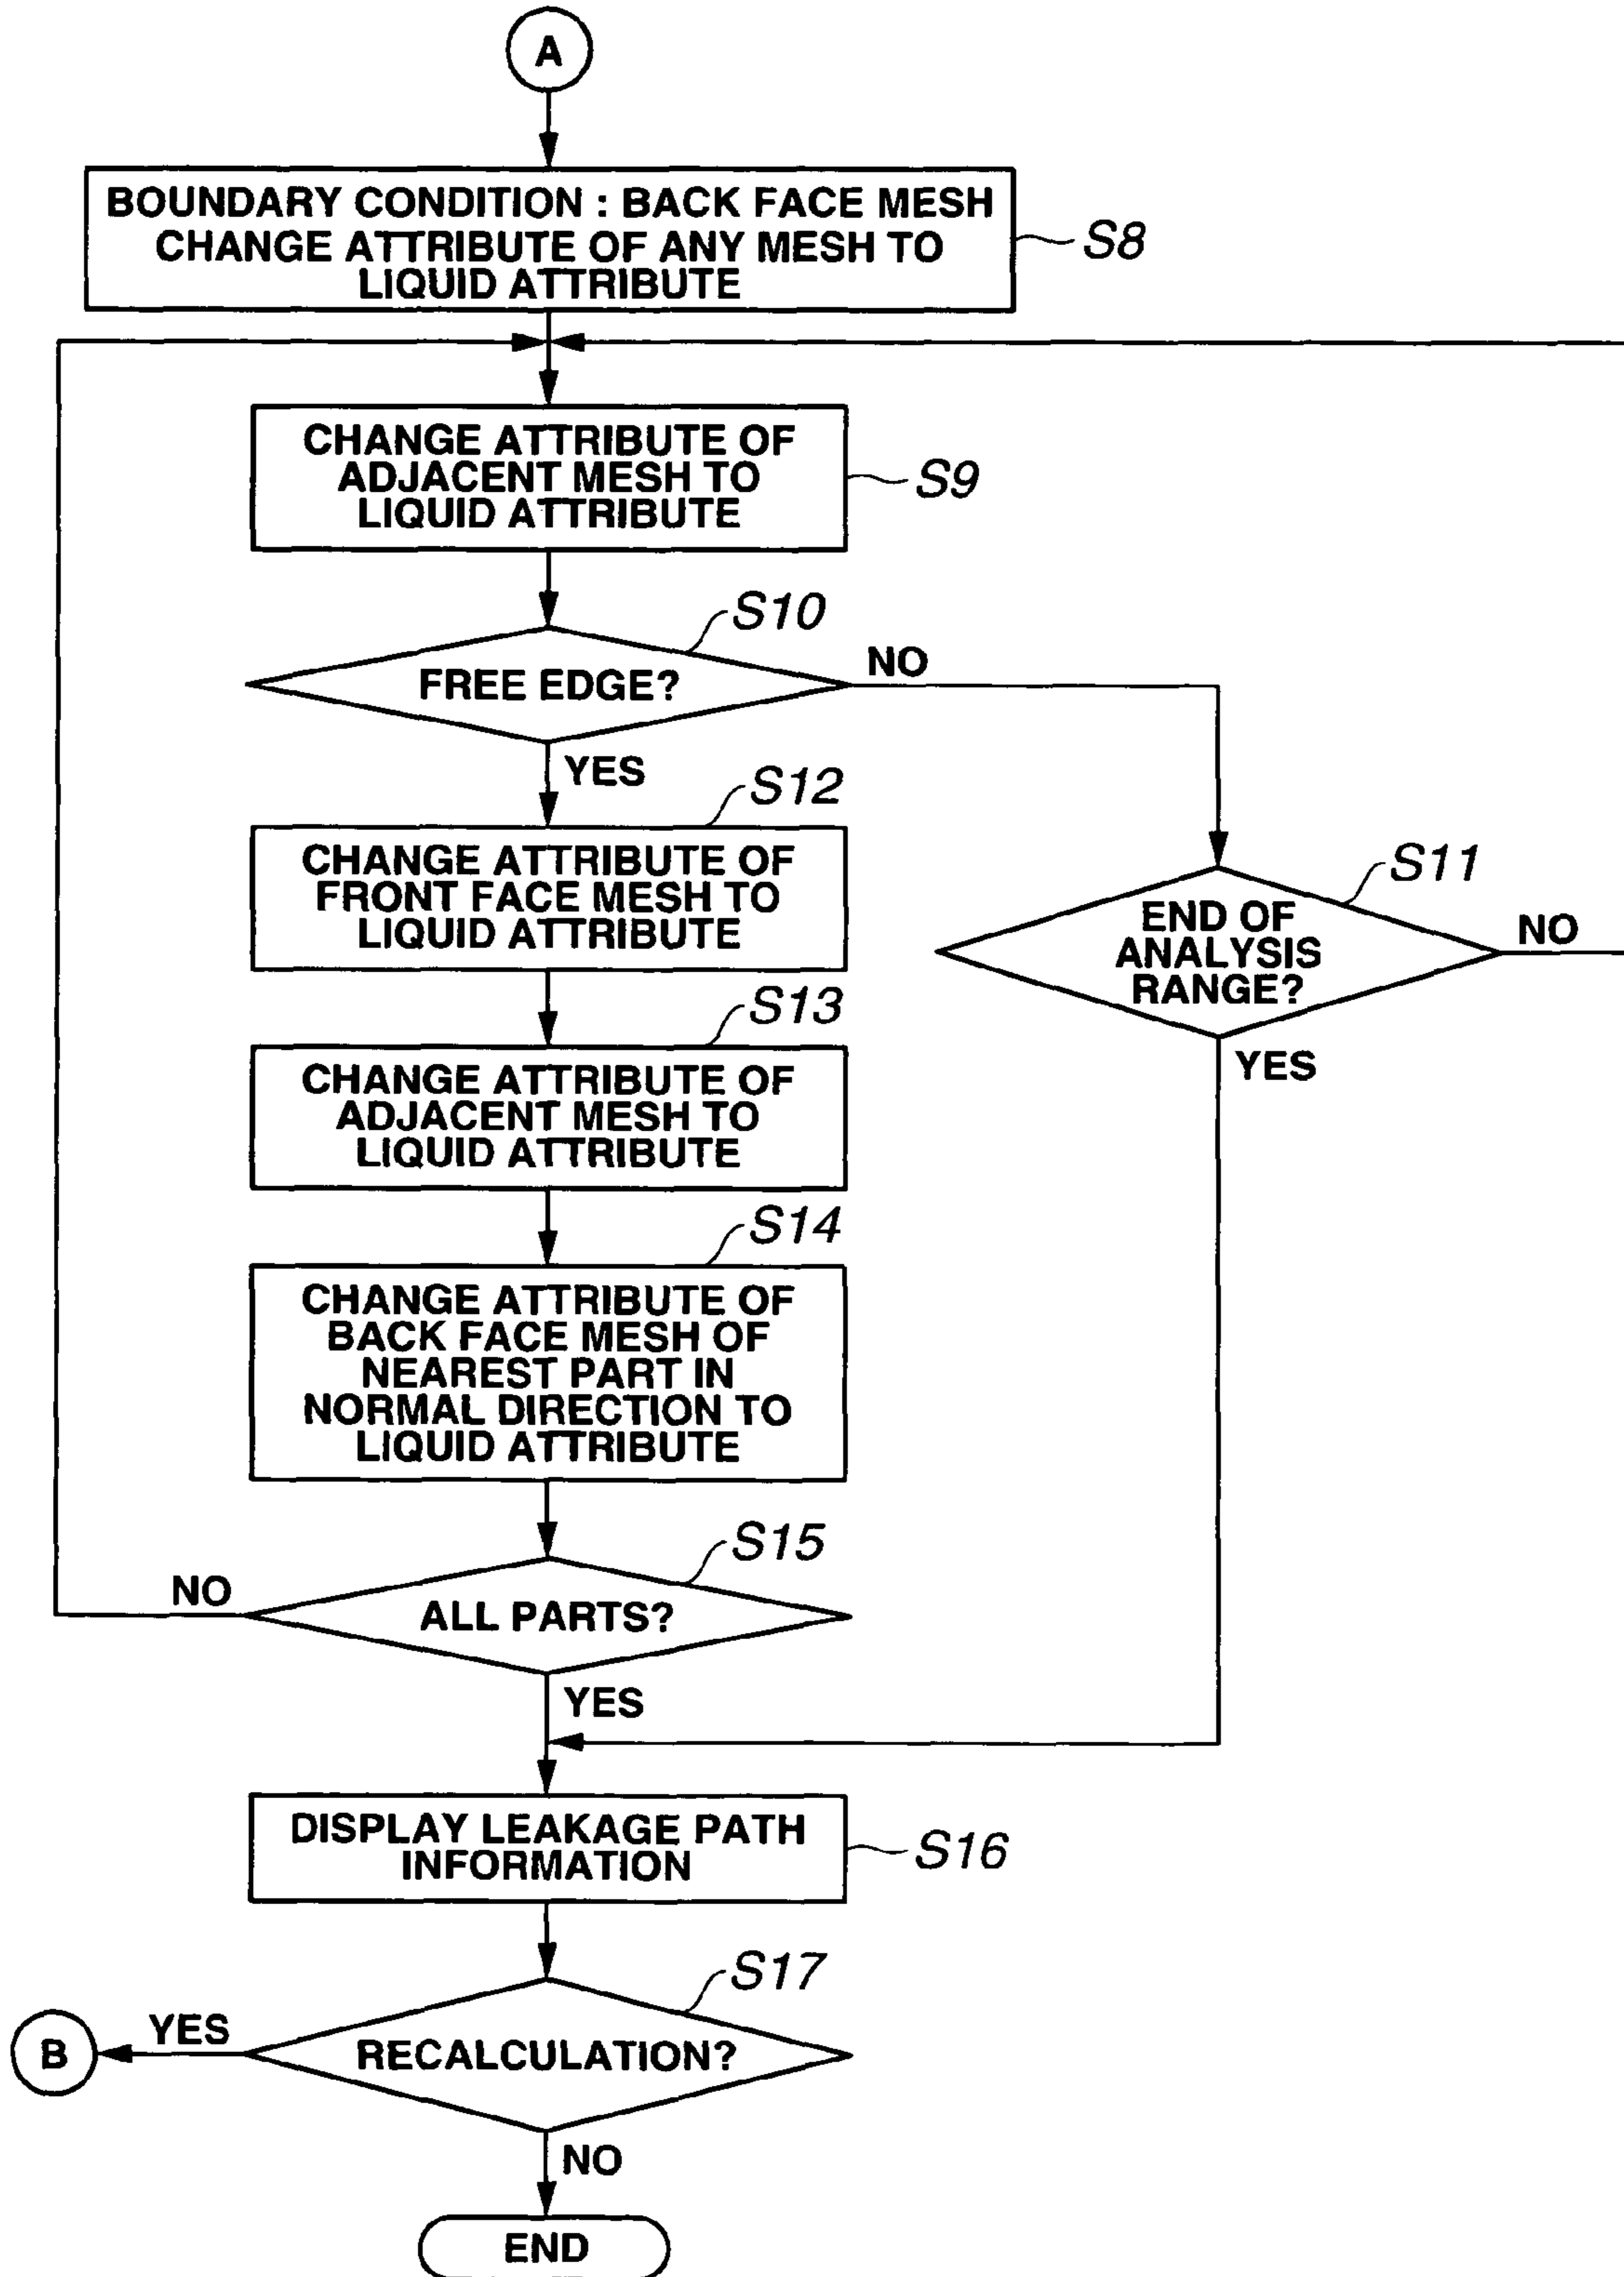 A
BOUNDARY CONDITION : BACK FACE MESH
CHANGE ATTRIBUTE OF ANY MESH TO
LIQUID ATTRIBUTE
S8
CHANGE ATTRIBUTE OF
ADJACENT MESH TO
LIQUID ATTRIBUTE
S9
S10
FREE EDGE?
NO
YES
S12
CHANGE ATTRIBUTE OF
FRONT FACE MESH TO
LIQUID ATTRIBUTE
S11
END OF
ANALYSIS
RANGE?
NO
YES
S13
CHANGE ATTRIBUTE OF
ADJACENT MESH TO
LIQUID ATTRIBUTE
S14
CHANGE ATTRIBUTE OF
BACK FACE MESH OF
NEAREST PART IN
NORMAL DIRECTION TO
LIQUID ATTRIBUTE
S15
NO
ALL PARTS?
YES
DISPLAY LEAKAGE PATH
INFORMATION
S16
S17
B
YES
RECALCULATION?
NO
END